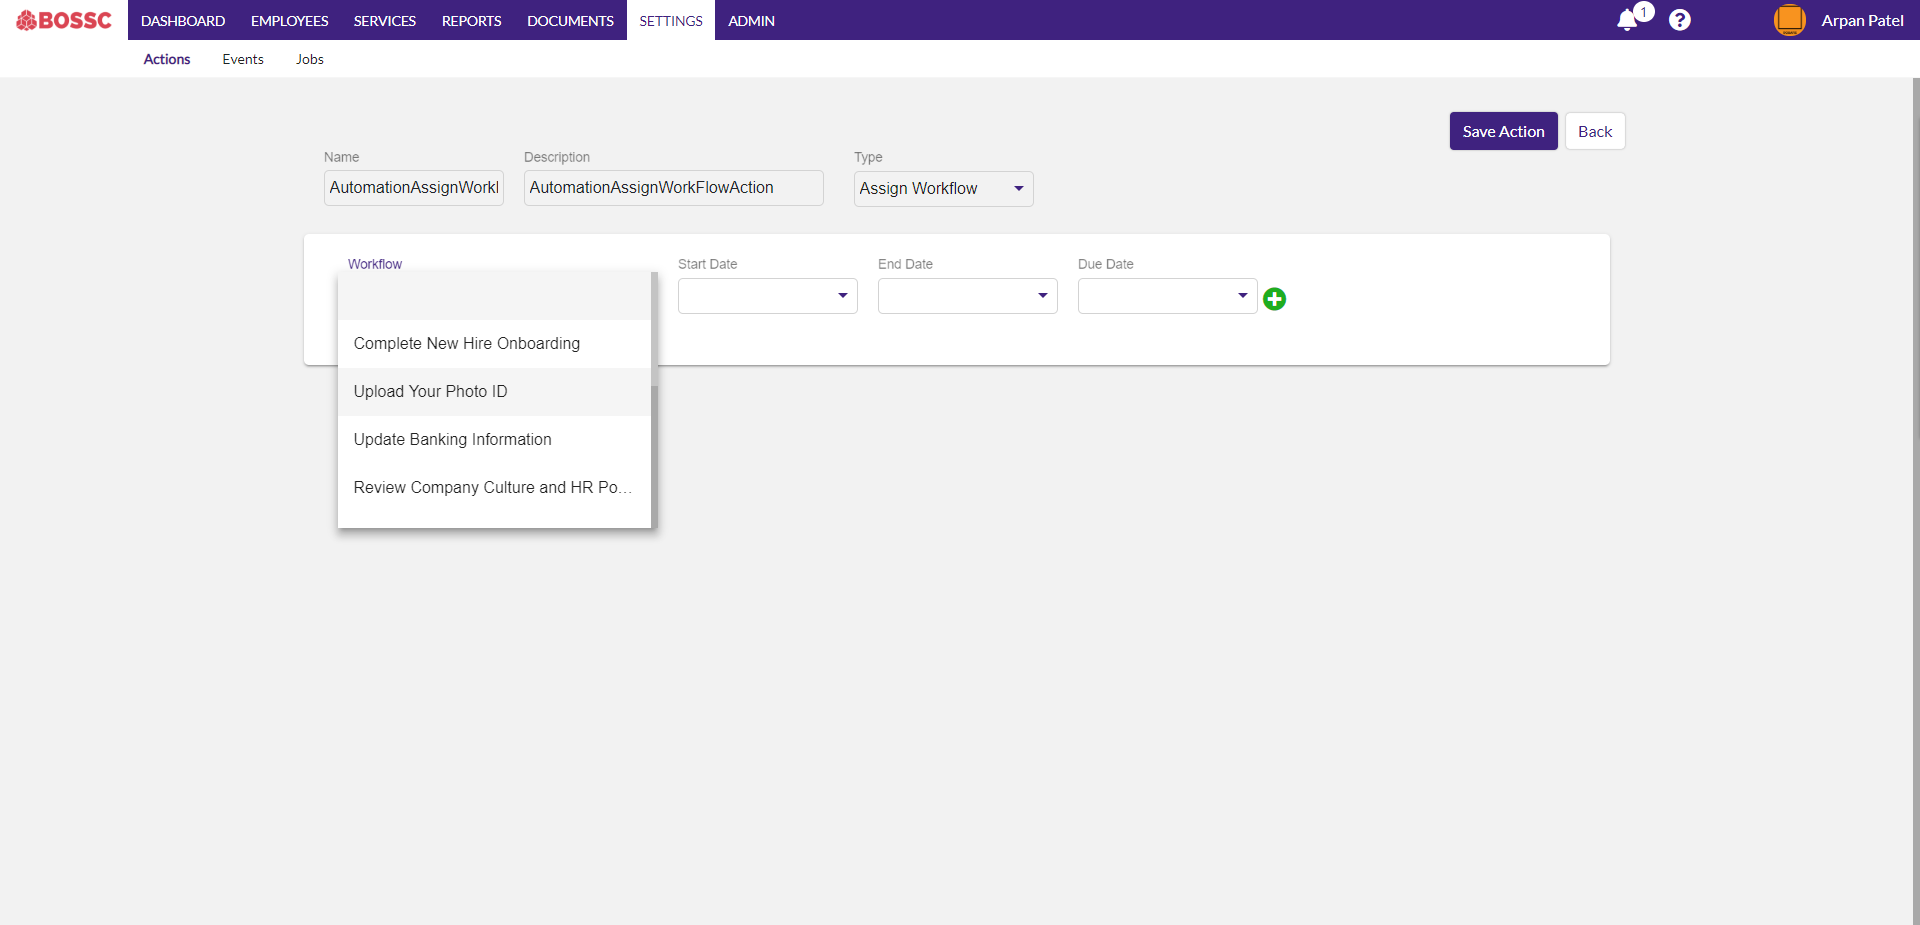 BOSSC DASHBOARD EMPLOYEES SERVICES REPORTS DOCUMENTS SETTINGS ADMIN 1 ? Arpan Patel
Actions Events Jobs
Save Action Back
Name Description Type
AutomationAssignWorkl AutomationAssignWorkFlowAction Assign Workflow
Workflow Start Date End Date Due Date
Complete New Hire Onboarding
Upload Your Photo ID
Update Banking Information
Review Company Culture and HR Po...